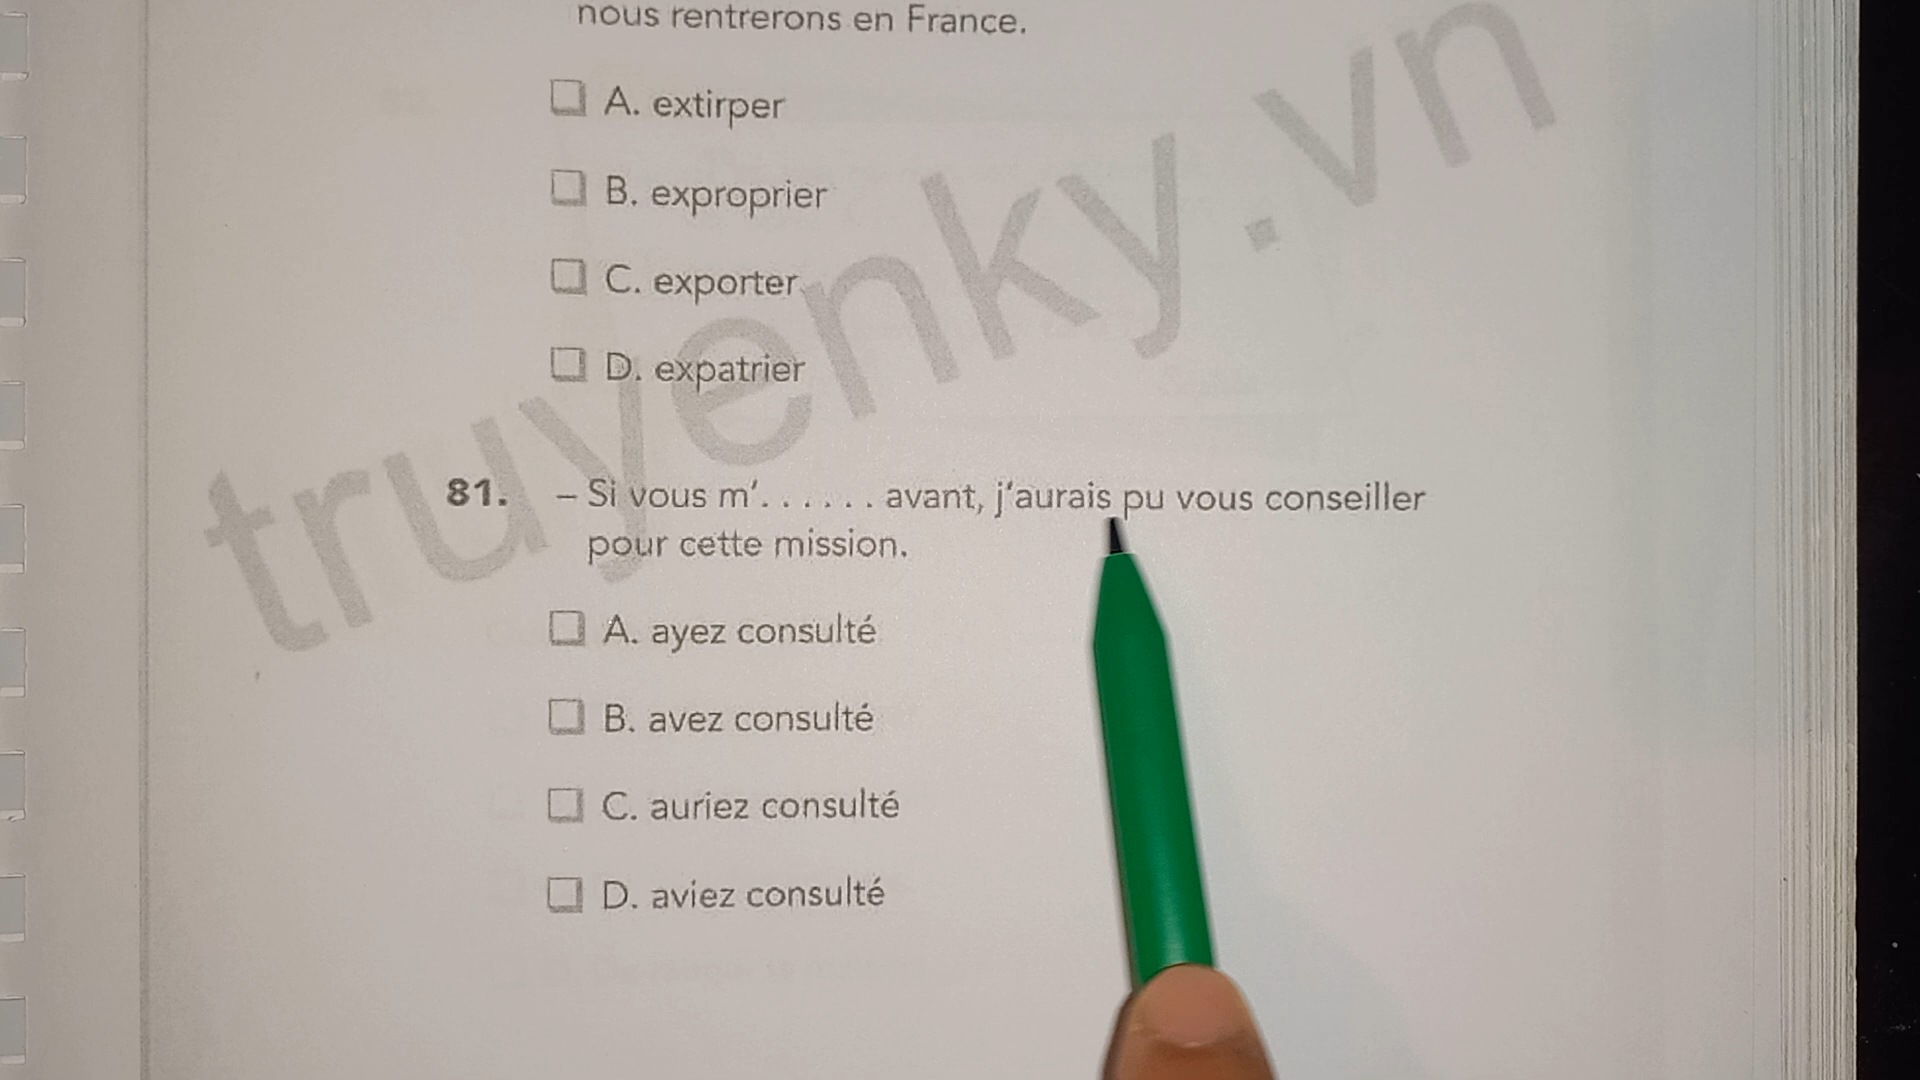 nous rentrerons en France.
A. extirper
B. exproprier
C. exporter
D. expatrier
81. – Si vous m'...... avant, j'aurais pu vous conseiller
pour cette mission.
A. ayez consulté
B. avez consulté
C. auriez consulté
D. aviez consulté
truyenky.vn